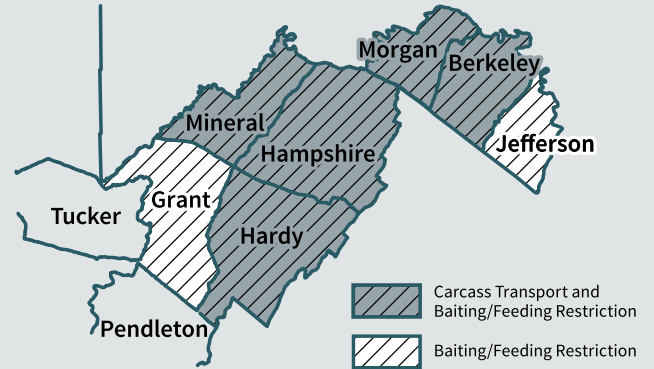 Morgan
Berkeley
Mineral
Hampshire
Jefferson
Grant
Tucker
Hardy
Pendleton
Carcass Transport and
Baiting/Feeding Restriction
Baiting/Feeding Restriction